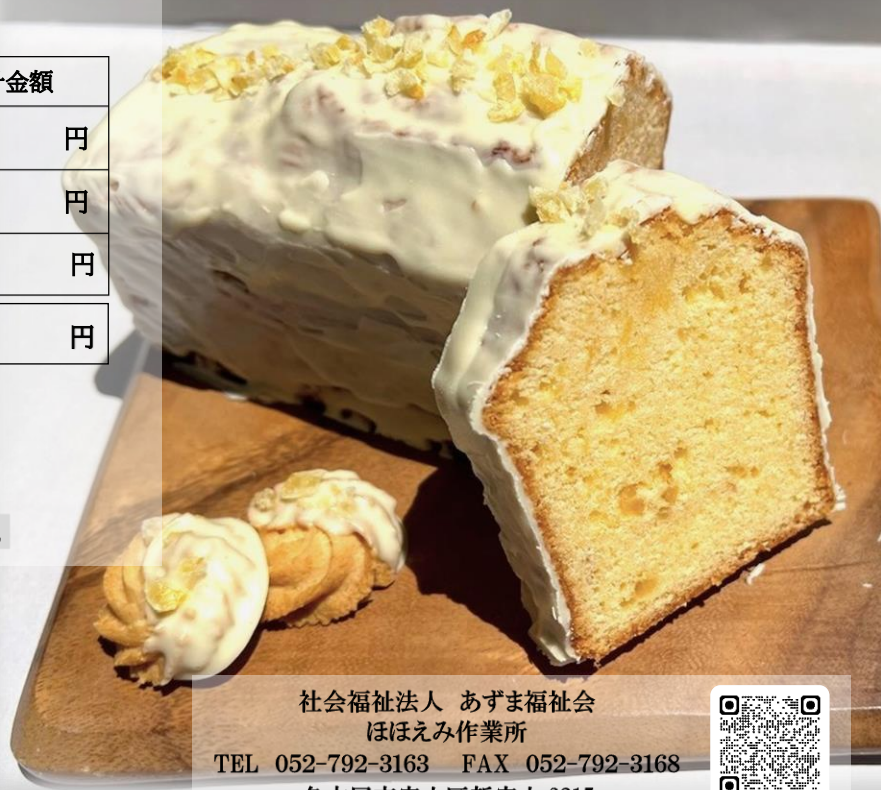 金額
円
円
円
円
社会福祉法人 あずま福祉会
ほほえみ作業所
TEL 052-792-3163 FAX 052-792-3168